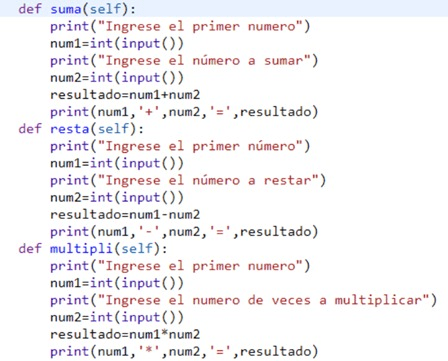 def suma(self):
    print("Ingrese el primer numero")
    num1=int(input())
    print("Ingrese el número a sumar")
    num2=int(input())
    resultado=num1+num2
    print(num1,'+',num2,'=',resultado)
def resta(self):
    print("Ingrese el primer número")
    num1=int(input())
    print("Ingrese el número a restar")
    num2=int(input())
    resultado=num1-num2
    print(num1,'-',num2,'=',resultado)
def multipli(self):
    print("Ingrese el primer numero")
    num1=int(input())
    print("Ingrese el numero de veces a multiplicar")
    num2=int(input())
    resultado=num1*num2
    print(num1,'*',num2,'=',resultado)